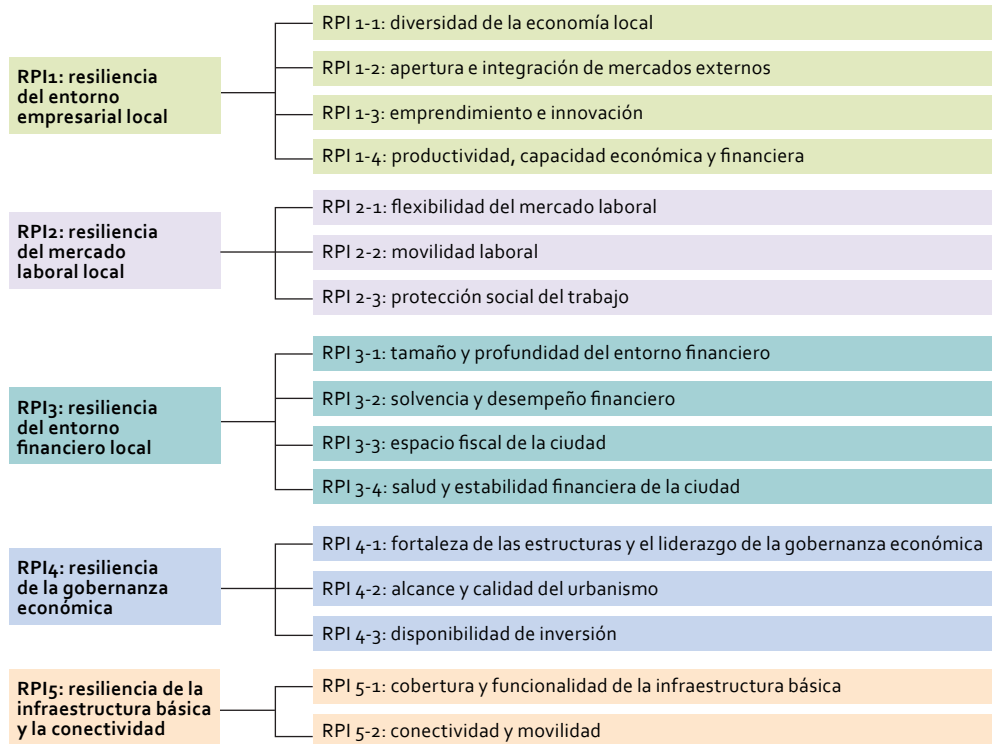 RPI1: resiliencia
del entorno
empresarial local
RPI 1-1: diversidad de la economía local
RPI 1-2: apertura e integración de mercados externos
RPI 1-3: emprendimiento e innovación
RPI 1-4: productividad, capacidad económica y financiera
RPI2: resiliencia
del mercado
laboral local
RPI 2-1: flexibilidad del mercado laboral
RPI 2-2: movilidad laboral
RPI 2-3: protección social del trabajo
RPI3: resiliencia
del entorno
financiero local
RPI 3-1: tamaño y profundidad del entorno financiero
RPI 3-2: solvencia y desempeño financiero
RPI 3-3: espacio fiscal de la ciudad
RPI 3-4: salud y estabilidad financiera de la ciudad
RPI4: resiliencia
de la gobernanza
económica
RPI 4-1: fortaleza de las estructuras y el liderazgo de la gobernanza económica
RPI 4-2: alcance y calidad del urbanismo
RPI 4-3: disponibilidad de inversión
RPI5: resiliencia de la
infraestructura básica
y la conectividad
RPI 5-1: cobertura y funcionalidad de la infraestructura básica
RPI 5-2: conectividad y movilidad